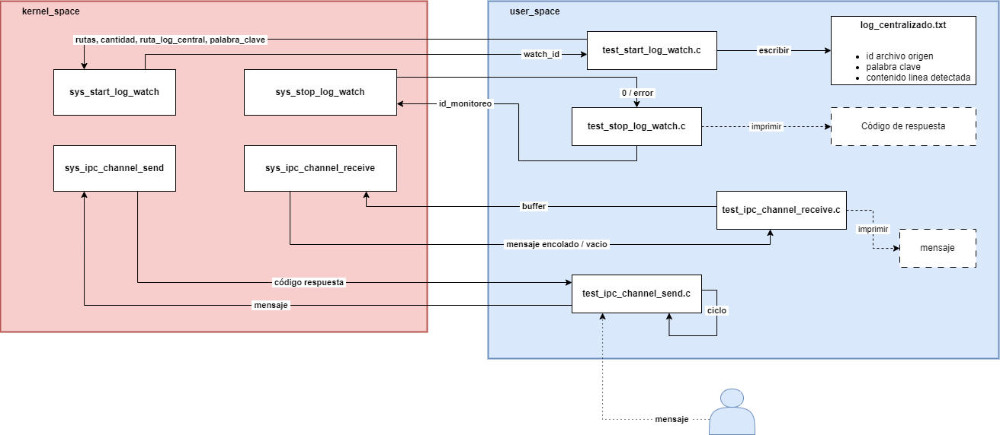 kernel_space
user_space
rutas, cantidad, ruta_log_central, palabra_clave
watch_id
test_start_log_watch.c
escribir
log_centralizado.txt
id archivo origen
palabra clave
contenido linea detectada
sys_start_log_watch
sys_stop_log_watch
0 / error
id_monitoreo
test_stop_log_watch.c
imprimir
Código de respuesta
sys_ipc_channel_send
sys_ipc_channel_receive
buffer
test_ipc_channel_receive.c
imprimir
mensaje encolado / vacio
mensaje
código respuesta
test_ipc_channel_send.c
mensaje
ciclo
mensaje